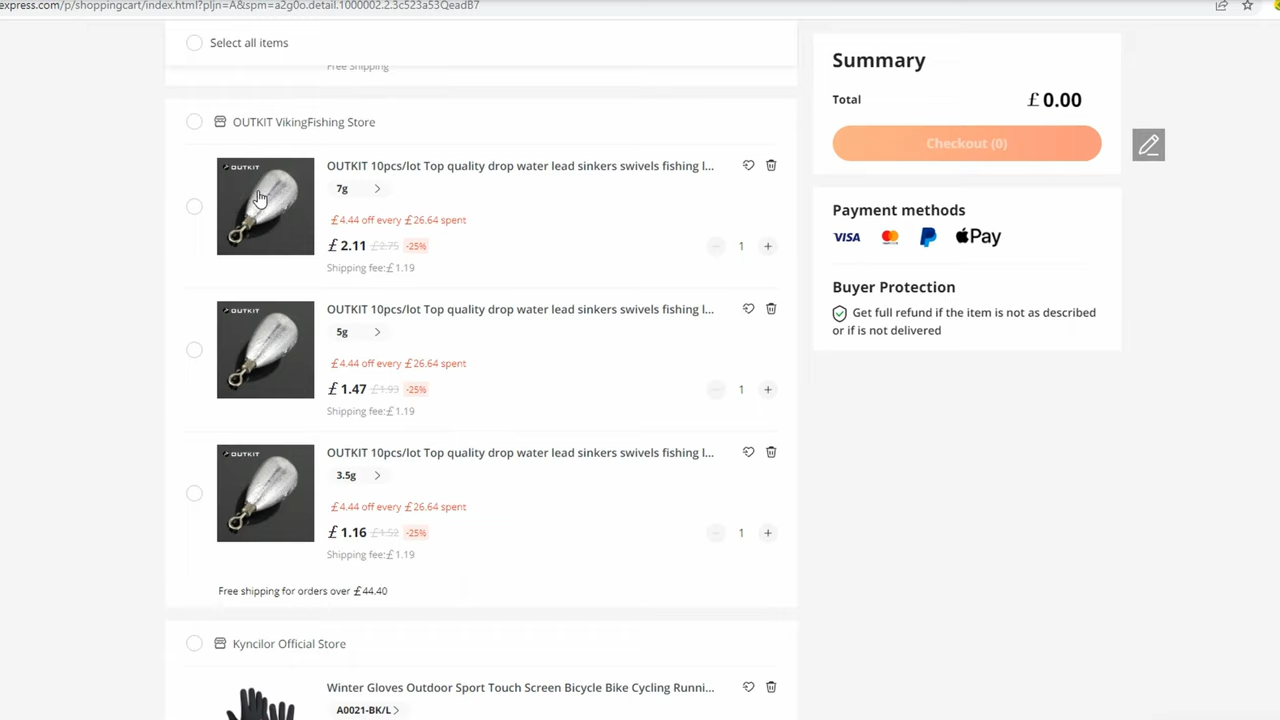 express.com/p/shoppingcart/index.html?pljn=A&spm=a2g0o.detail.1000002.2.3c523a53QeadB7
Select all items
Free Shipping
OUTKIT VikingFishing Store
OUTKIT
OUTKIT 10pcs/lot Top quality drop water lead sinkers swivels fishing l...
7g
£4.44 off every £26.64 spent
£2.11 £2.75 -25%
1
Shipping fee:£1.19
OUTKIT
OUTKIT 10pcs/lot Top quality drop water lead sinkers swivels fishing l...
5g
£4.44 off every £26.64 spent
£1.47 £1.93 -25%
1
Shipping fee:£1.19
OUTKIT
OUTKIT 10pcs/lot Top quality drop water lead sinkers swivels fishing l...
3.5g
£4.44 off every £26.64 spent
£1.16 £1.52 -25%
1
Shipping fee:£1.19
Free shipping for orders over £44.40
Kyncilor Official Store
Winter Gloves Outdoor Sport Touch Screen Bicycle Bike Cycling Runni...
A0021-BK/L
Summary
Total £0.00
Checkout (0)
Payment methods
VISA Pay
Buyer Protection
Get full refund if the item is not as described
or if is not delivered